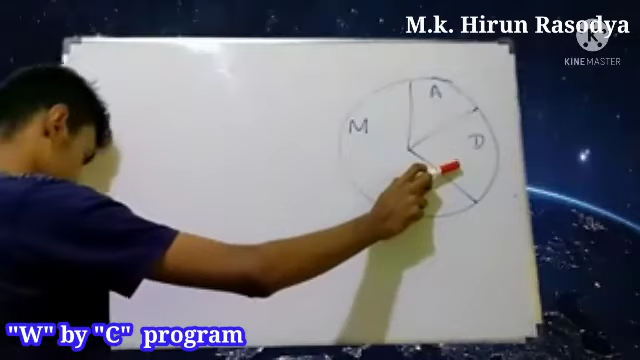 M.k. Hirun Rasodya
KINEMASTER
A
M
D
"W" by "C" program